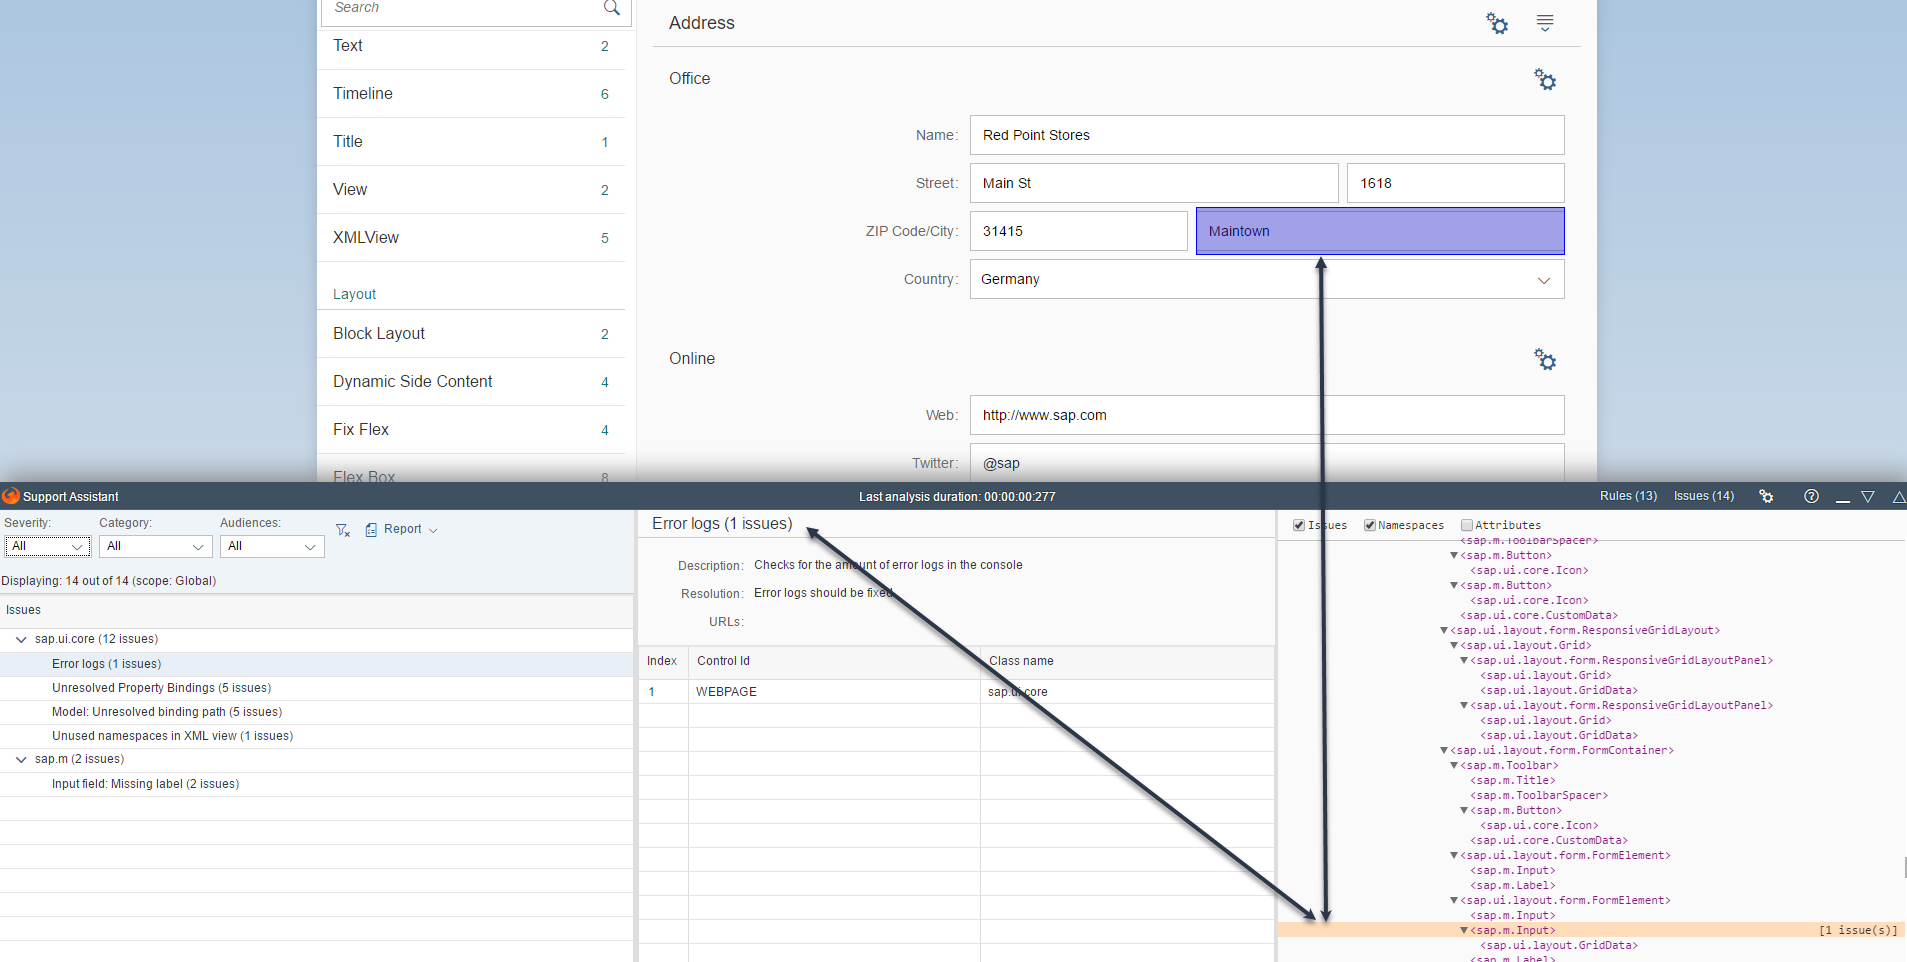 Search
Text 2
Timeline 6
Title 1
View 2
XMLView 5
Layout
Block Layout 2
Dynamic Side Content 4
Fix Flex 4
Flex Box 8
Address
Office
Name: Red Point Stores
Street: Main St 1618
ZIP Code/City: 31415 Maintown
Country: Germany
Online
Web: http://www.sap.com
Twitter: @sap
Support Assistant Last analysis duration: 00:00:00:277 Rules (13) Issues (14)
Severity: Category: Audiences:
All All All Report
Displaying: 14 out of 14 (scope: Global)
Issues
sap.ui.core (12 issues)
Error logs (1 issues)
Unresolved Property Bindings (5 issues)
Model: Unresolved binding path (5 issues)
Unused namespaces in XML view (1 issues)
sap.m (2 issues)
Input field: Missing label (2 issues)
Error logs (1 issues)
Description: Checks for the amount of error logs in the console
Resolution: Error logs should be fixed
URLs:
Index Control Id Class name
1 WEBPAGE sap.ui.core
Issues Namespaces Attributes
<sap.m.ToolbarSpacer>
<sap.m.Button>
<sap.ui.core.Icon>
<sap.m.Button>
<sap.ui.core.Icon>
<sap.ui.core.CustomData>
<sap.ui.layout.form.ResponsiveGridLayout>
<sap.ui.layout.Grid>
<sap.ui.layout.form.ResponsiveGridLayoutPanel>
<sap.ui.layout.Grid>
<sap.ui.layout.GridData>
<sap.ui.layout.form.ResponsiveGridLayoutPanel>
<sap.ui.layout.Grid>
<sap.ui.layout.GridData>
<sap.ui.layout.form.FormContainer>
<sap.m.Toolbar>
<sap.m.Title>
<sap.m.ToolbarSpacer>
<sap.m.Button>
<sap.ui.core.Icon>
<sap.ui.core.CustomData>
<sap.ui.layout.form.FormElement>
<sap.m.Input>
<sap.m.Label>
<sap.ui.layout.form.FormElement>
<sap.m.Input>
<sap.m.Input> [1 issue(s)]
<sap.ui.layout.GridData>
<sap.m.Label>